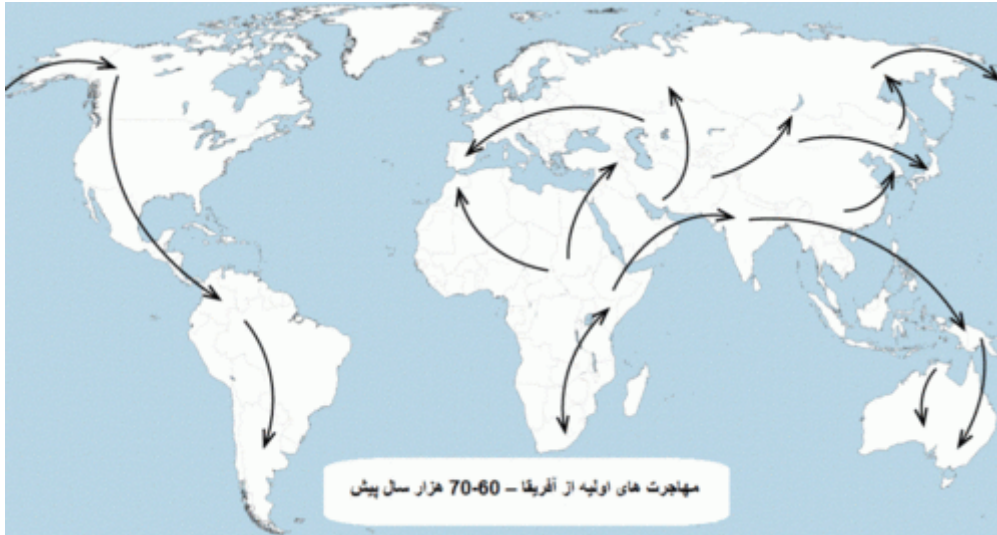 مهاجرت های اولیه از آفریقا – 60-70 هزار سال پیش